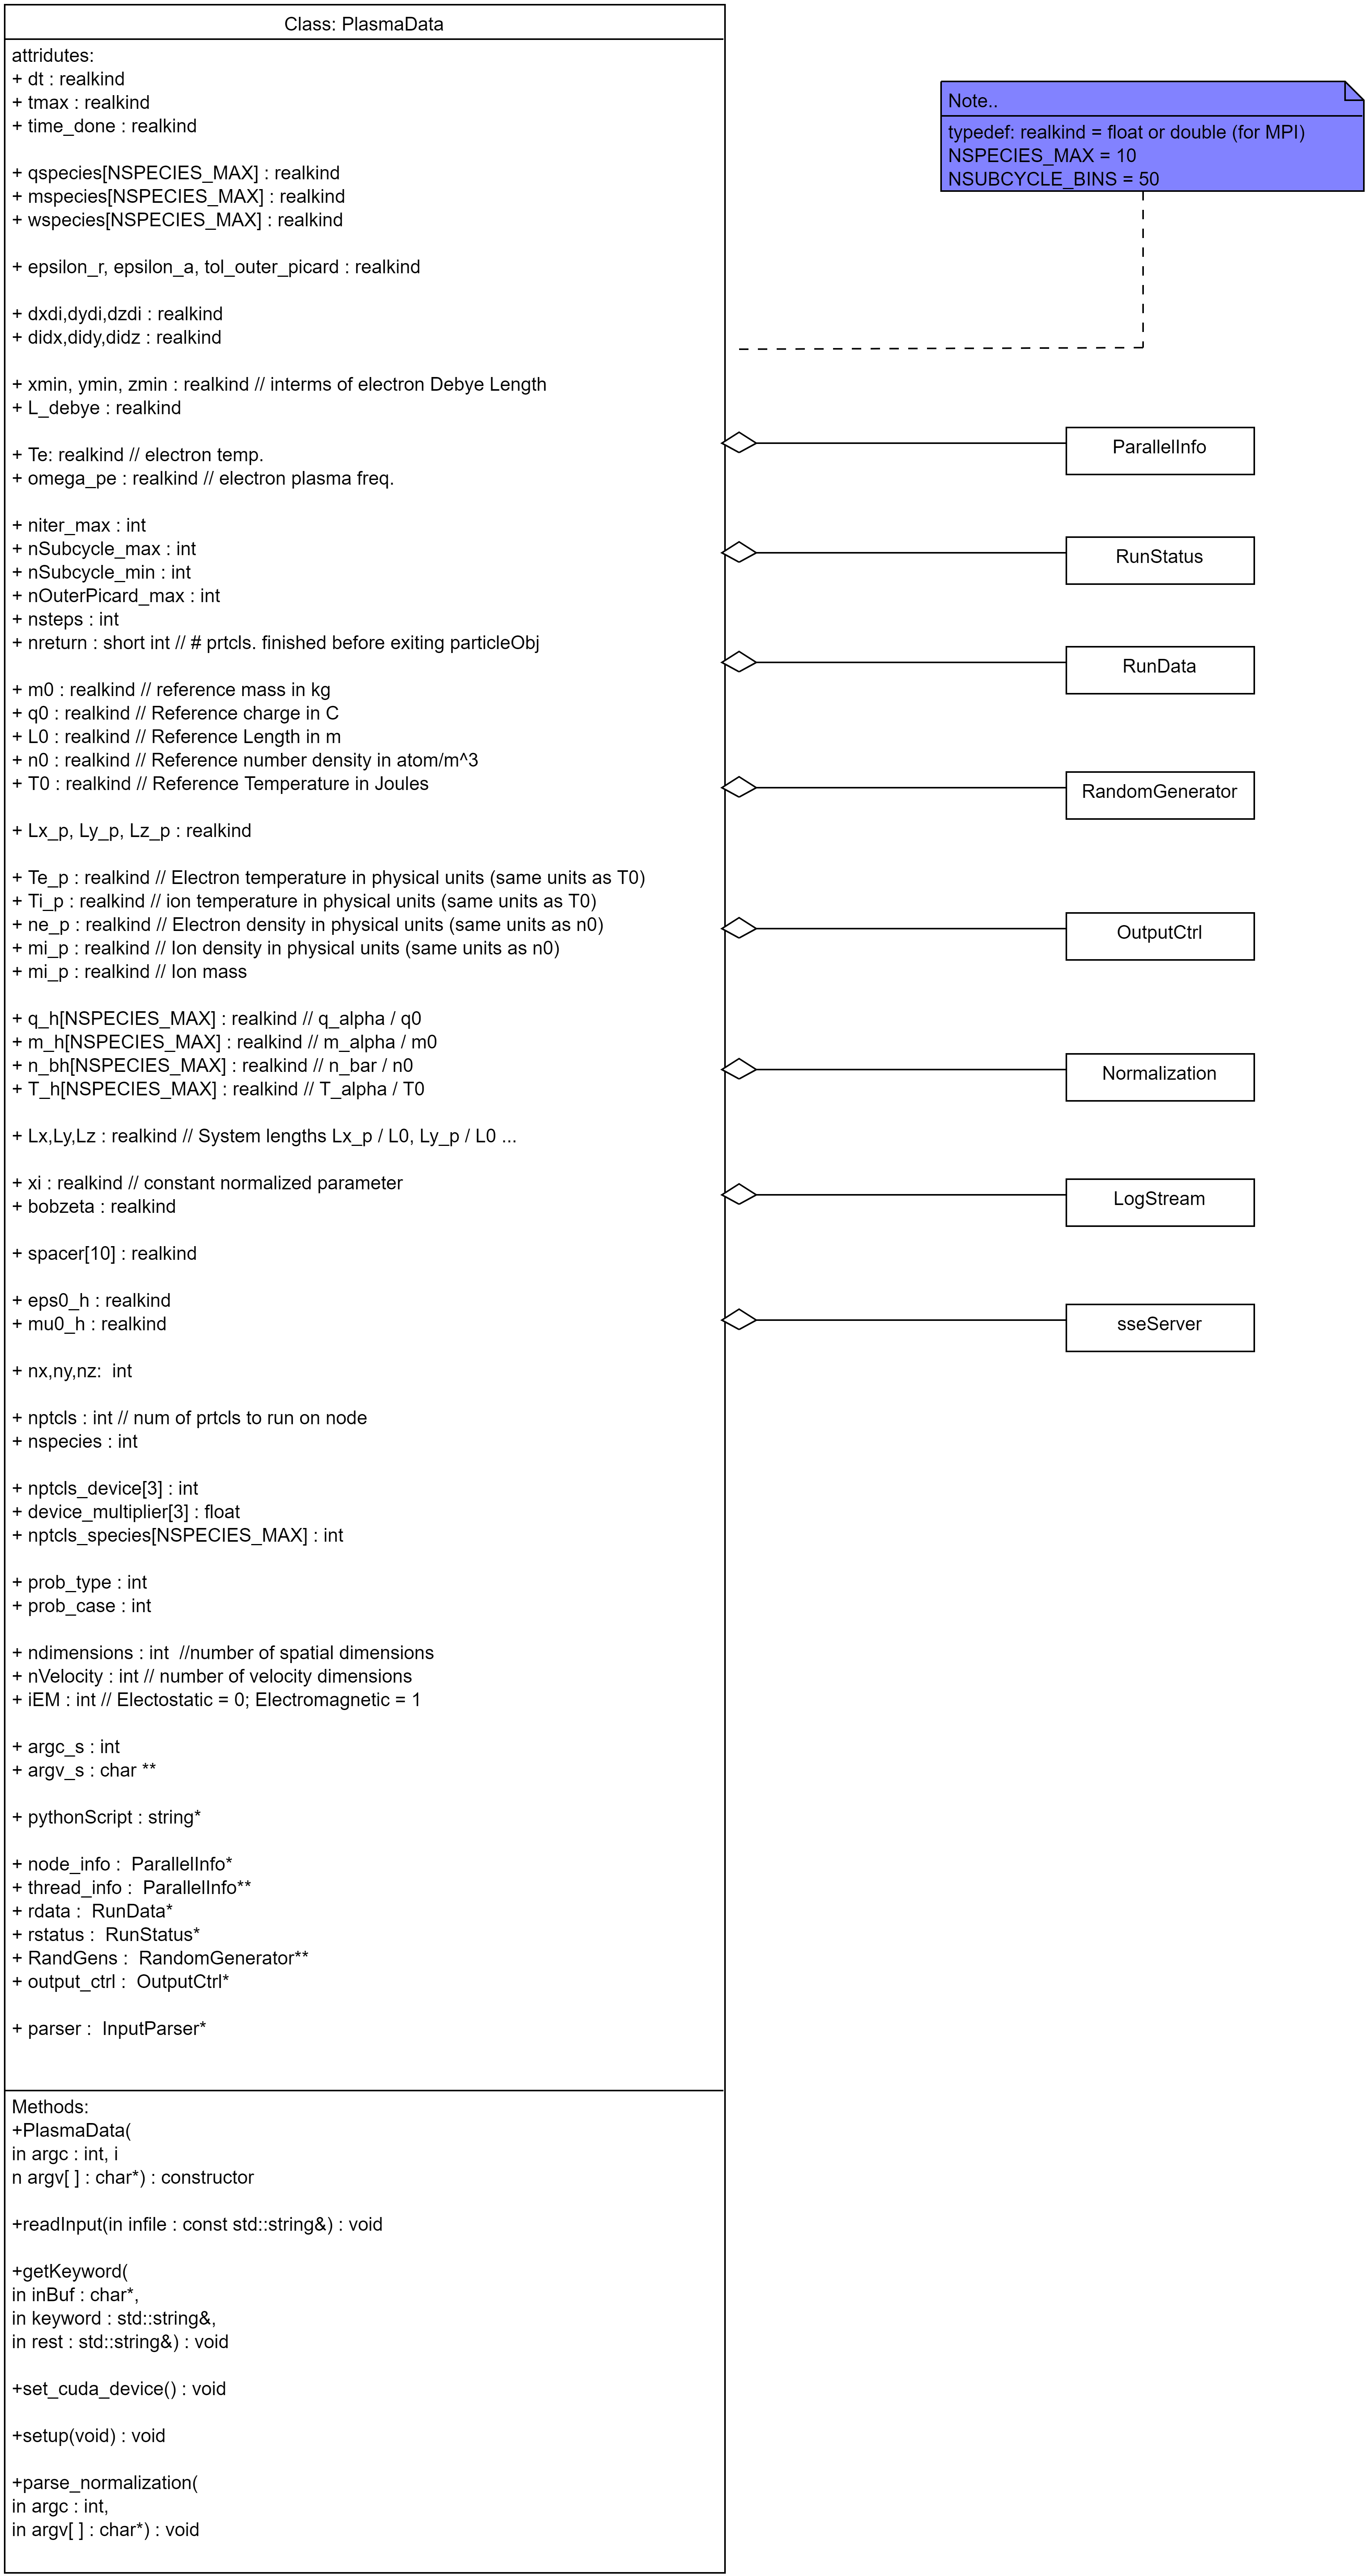 Class: PlasmaData
attridutes:
+ dt : realkind
+ tmax : realkind
+ time_done : realkind
+ qspecies[NSPECIES_MAX] : realkind
+ mspecies[NSPECIES_MAX] : realkind
+ wspecies[NSPECIES_MAX] : realkind
+ epsilon_r, epsilon_a, tol_outer_picard : realkind
+ dxdi,dydi,dzdi : realkind
+ didx,didy,didz : realkind
+ xmin, ymin, zmin : realkind // interms of electron Debye Length
+ L_debye : realkind
+ Te: realkind // electron temp.
+ omega_pe : realkind // electron plasma freq.
+ niter_max : int
+ nSubcycle_max : int
+ nSubcycle_min : int
+ nOuterPicard_max : int
+ nsteps : int
+ nreturn : short int // # prtcls. finished before exiting particleObj
+ m0 : realkind // reference mass in kg
+ q0 : realkind // Reference charge in C
+ L0 : realkind // Reference Length in m
+ n0 : realkind // Reference number density in atom/m^3
+ T0 : realkind // Reference Temperature in Joules
+ Lx_p, Ly_p, Lz_p : realkind
+ Te_p : realkind // Electron temperature in physical units (same units as T0)
+ Ti_p : realkind // ion temperature in physical units (same units as T0)
+ ne_p : realkind // Electron density in physical units (same units as n0)
+ mi_p : realkind // Ion density in physical units (same units as n0)
+ mi_p : realkind // Ion mass
+ q_h[NSPECIES_MAX] : realkind // q_alpha / q0
+ m_h[NSPECIES_MAX] : realkind // m_alpha / m0
+ n_bh[NSPECIES_MAX] : realkind // n_bar / n0
+ T_h[NSPECIES_MAX] : realkind // T_alpha / T0
+ Lx,Ly,Lz : realkind // System lengths Lx_p / L0, Ly_p / L0 ...
+ xi : realkind // constant normalized parameter
+ bobzeta : realkind
+ spacer[10] : realkind
+ eps0_h : realkind
+ mu0_h : realkind
+ nx,ny,nz:  int
+ nptcls : int // num of prtcls to run on node
+ nspecies : int
+ nptcls_device[3] : int
+ device_multiplier[3] : float
+ nptcls_species[NSPECIES_MAX] : int
+ prob_type : int
+ prob_case : int
+ ndimensions : int  //number of spatial dimensions
+ nVelocity : int // number of velocity dimensions
+ iEM : int // Electostatic = 0; Electromagnetic = 1
+ argc_s : int
+ argv_s : char **
+ pythonScript : string*
+ node_info :  ParallelInfo*
+ thread_info :  ParallelInfo**
+ rdata :  RunData*
+ rstatus :  RunStatus*
+ RandGens :  RandomGenerator**
+ output_ctrl :  OutputCtrl*
+ parser :  InputParser*
Methods:
+PlasmaData(
in argc : int, i
n argv[ ] : char*) : constructor
+readInput(in infile : const std::string&) : void
+getKeyword(
in inBuf : char*,
in keyword : std::string&,
in rest : std::string&) : void
+set_cuda_device() : void
+setup(void) : void
+parse_normalization(
in argc : int,
in argv[ ] : char*) : void
Note..
typedef: realkind = float or double (for MPI)
NSPECIES_MAX = 10
NSUBCYCLE_BINS = 50
ParallelInfo
RunStatus
RunData
RandomGenerator
OutputCtrl
Normalization
LogStream
sseServer